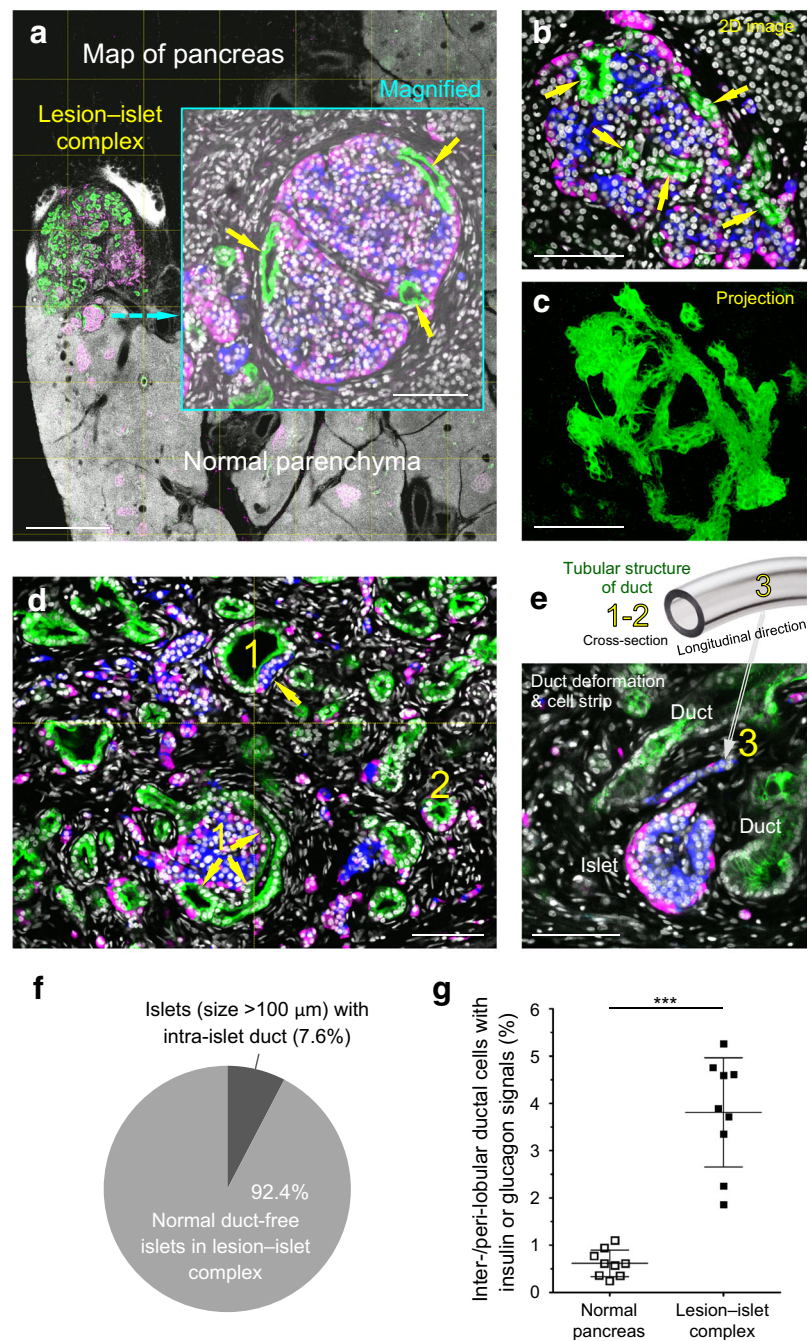 a
Map of pancreas
Lesion–islet
complex
Magnified
Normal parenchyma
b
2D image
c
Projection
d
1
2
1
e
Tubular structure
of duct
1-2
Cross-section
3
Longitudinal direction
Duct deformation
& cell strip
Duct
3
Duct
Islet
f
Islets (size >100 µm) with
intra-islet duct (7.6%)
92.4%
Normal duct-free
islets in lesion–islet
complex
g
Inter-/peri-lobular ductal cells with
insulin or glucagon signals (%)
***
6
5
4
3
2
1
0
Normal
pancreas
Lesion–islet
complex